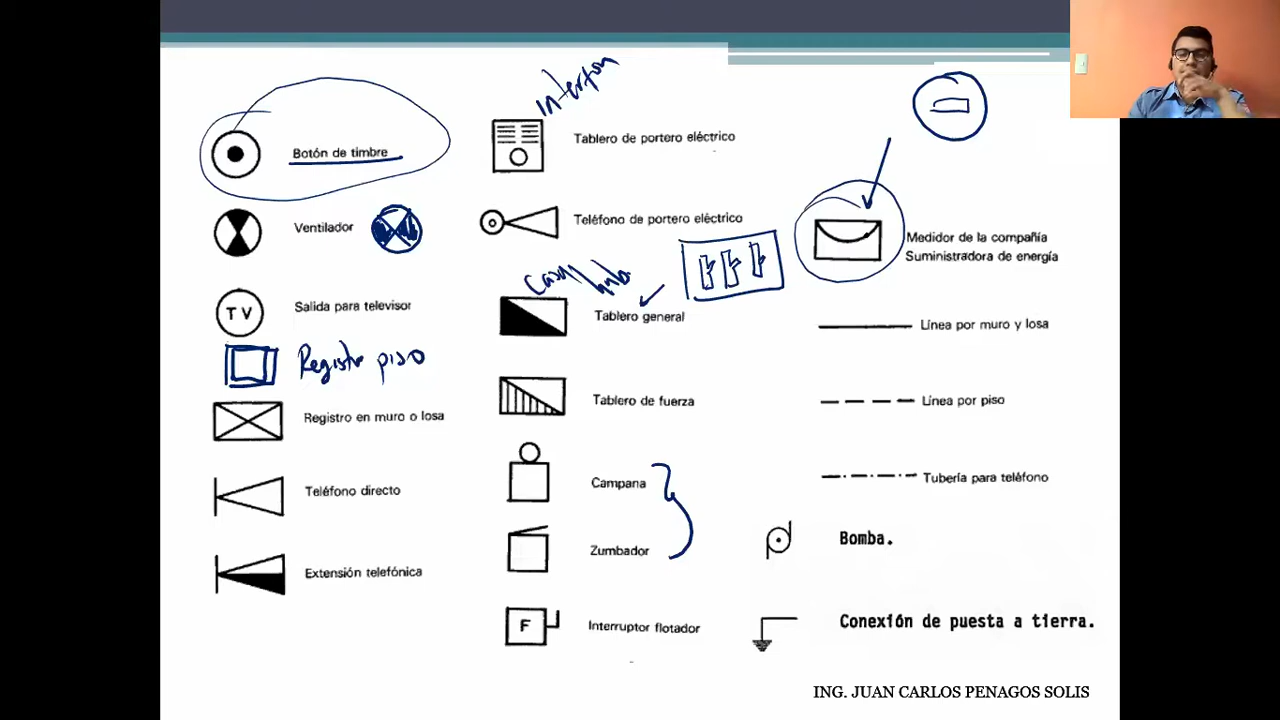 Botón de timbre
Ventilador
TV
Salida para televisor
Registro piso
Registro en muro o losa
Teléfono directo
Extensión telefónica
interfon
Tablero de portero eléctrico
Teléfono de portero eléctrico
Tablero general
Tablero de fuerza
Campana
Zumbador
F
Interruptor flotador
Medidor de la compañía
Suministradora de energía
Línea por muro y losa
Línea por piso
Tubería para teléfono
Bomba.
Conexión de puesta a tierra.
ING. JUAN CARLOS PENAGOS SOLIS